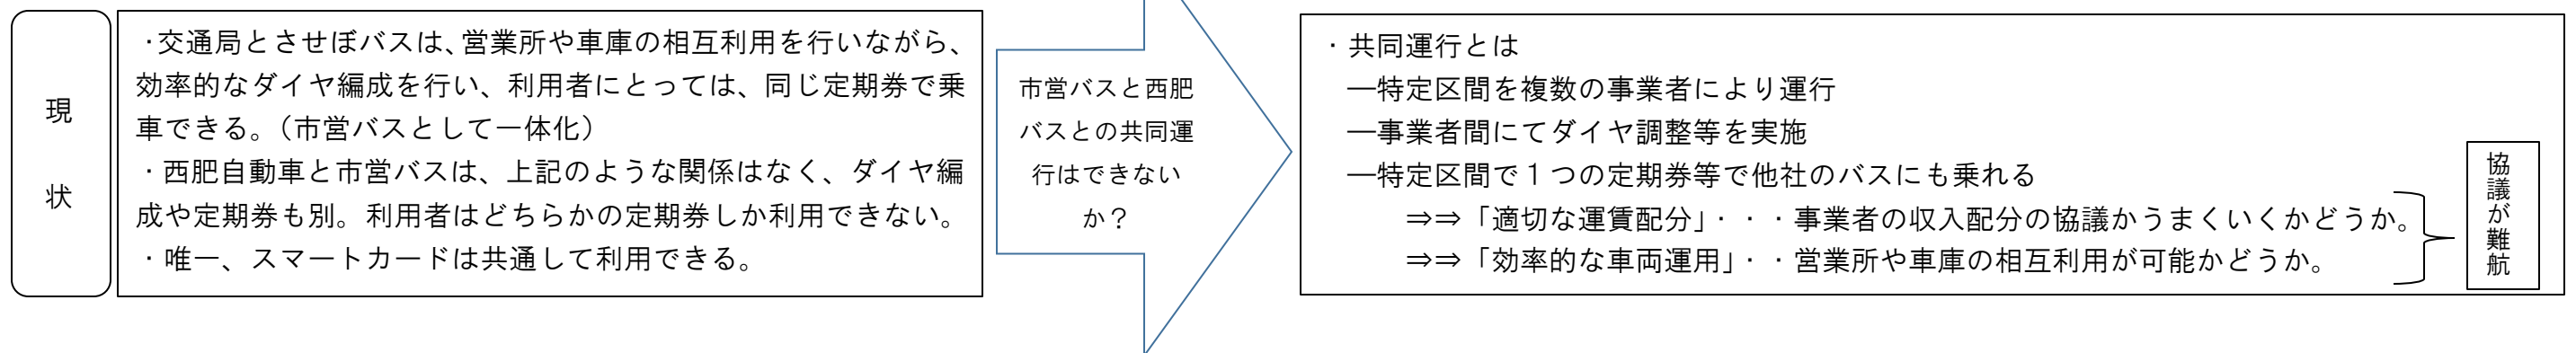 現
状
・交通局とさせぼバスは、営業所や車庫の相互利用を行いながら、
効率的なダイヤ編成を行い、利用者にとっては、同じ定期券で乗
車できる。（市営バスとして一体化）
・西肥自動車と市営バスは、上記のような関係はなく、ダイヤ編
成や定期券も別。利用者はどちらかの定期券しか利用できない。
・唯一、スマートカードは共通して利用できる。
市営バスと西肥
バスとの共同運
行はできない
か？
・共同運行とは
―特定区間を複数の事業者により運行
―事業者間にてダイヤ調整等を実施
―特定区間で１つの定期券等で他社のバスにも乗れる
⇒⇒「適切な運賃配分」・・・事業者の収入配分の協議かうまくいくかどうか。
⇒⇒「効率的な車両運用」・・営業所や車庫の相互利用が可能かどうか。
協議が難航